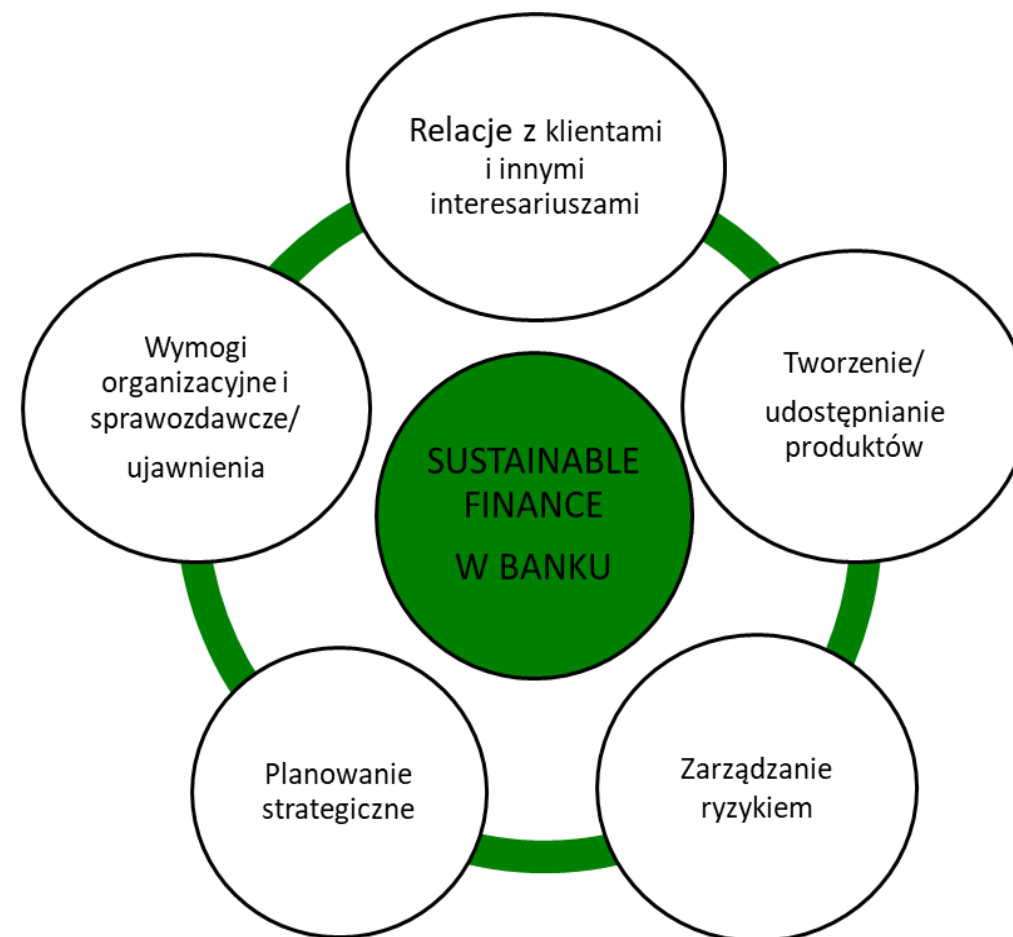 Relacje z klientami
i innymi
interesariuszami
Tworzenie/
udostępnianie
produktów
Zarządzanie
ryzykiem
Planowanie
strategiczne
Wymogi
organizacyjne i
sprawozdawcze/
ujawnienia
SUSTAINABLE
FINANCE
W BANKU